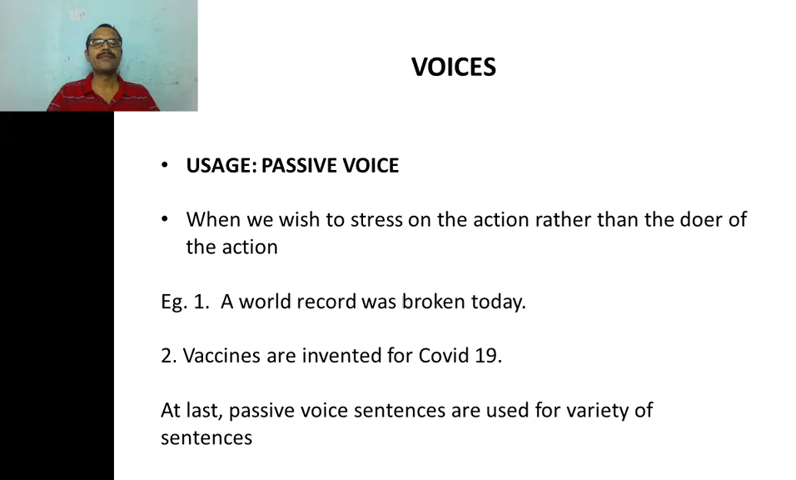 VOICES
• USAGE: PASSIVE VOICE
• When we wish to stress on the action rather than the doer of
the action
Eg. 1.  A world record was broken today.
2. Vaccines are invented for Covid 19.
At last, passive voice sentences are used for variety of
sentences